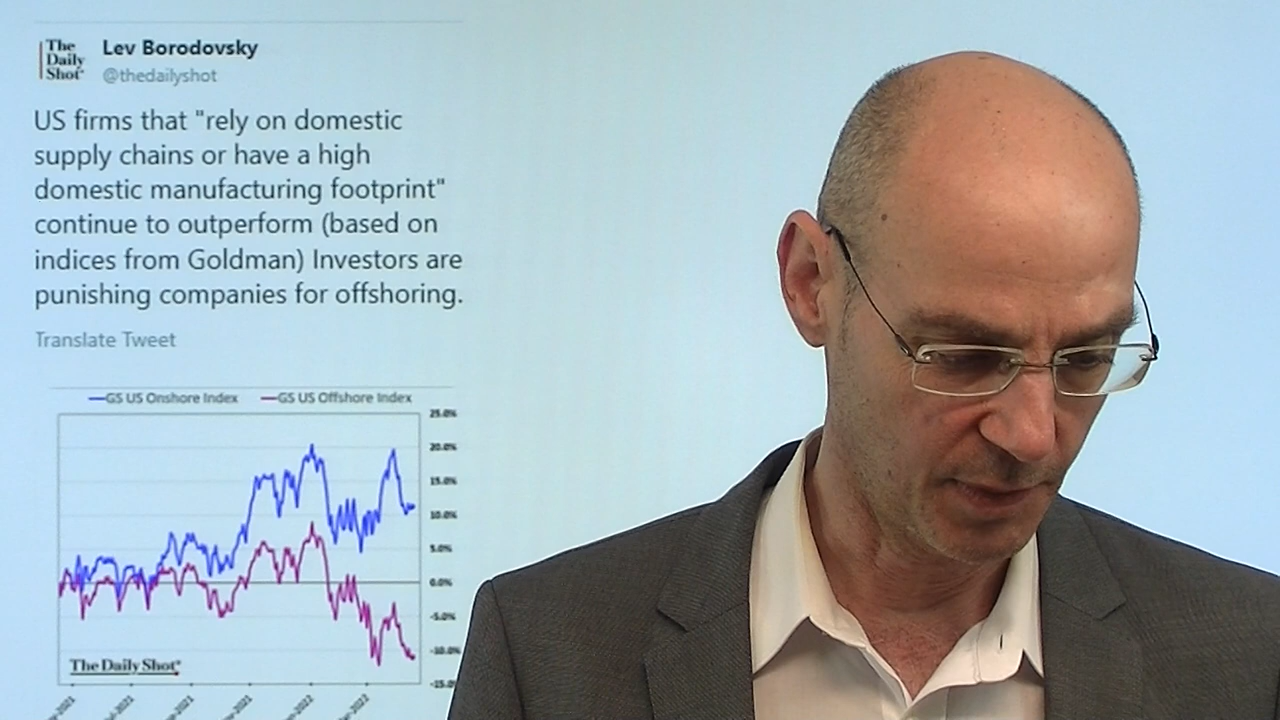 The
Daily
Shot
Lev Borodovsky
@thedailyshot
US firms that "rely on domestic
supply chains or have a high
domestic manufacturing footprint"
continue to outperform (based on
indices from Goldman) Investors are
punishing companies for offshoring.
Translate Tweet
GS US Onshore Index GS US Offshore Index
25.0%
20.0%
15.0%
10.0%
5.0%
0.0%
-5.0%
-10.0%
-15.0
The Daily Shot